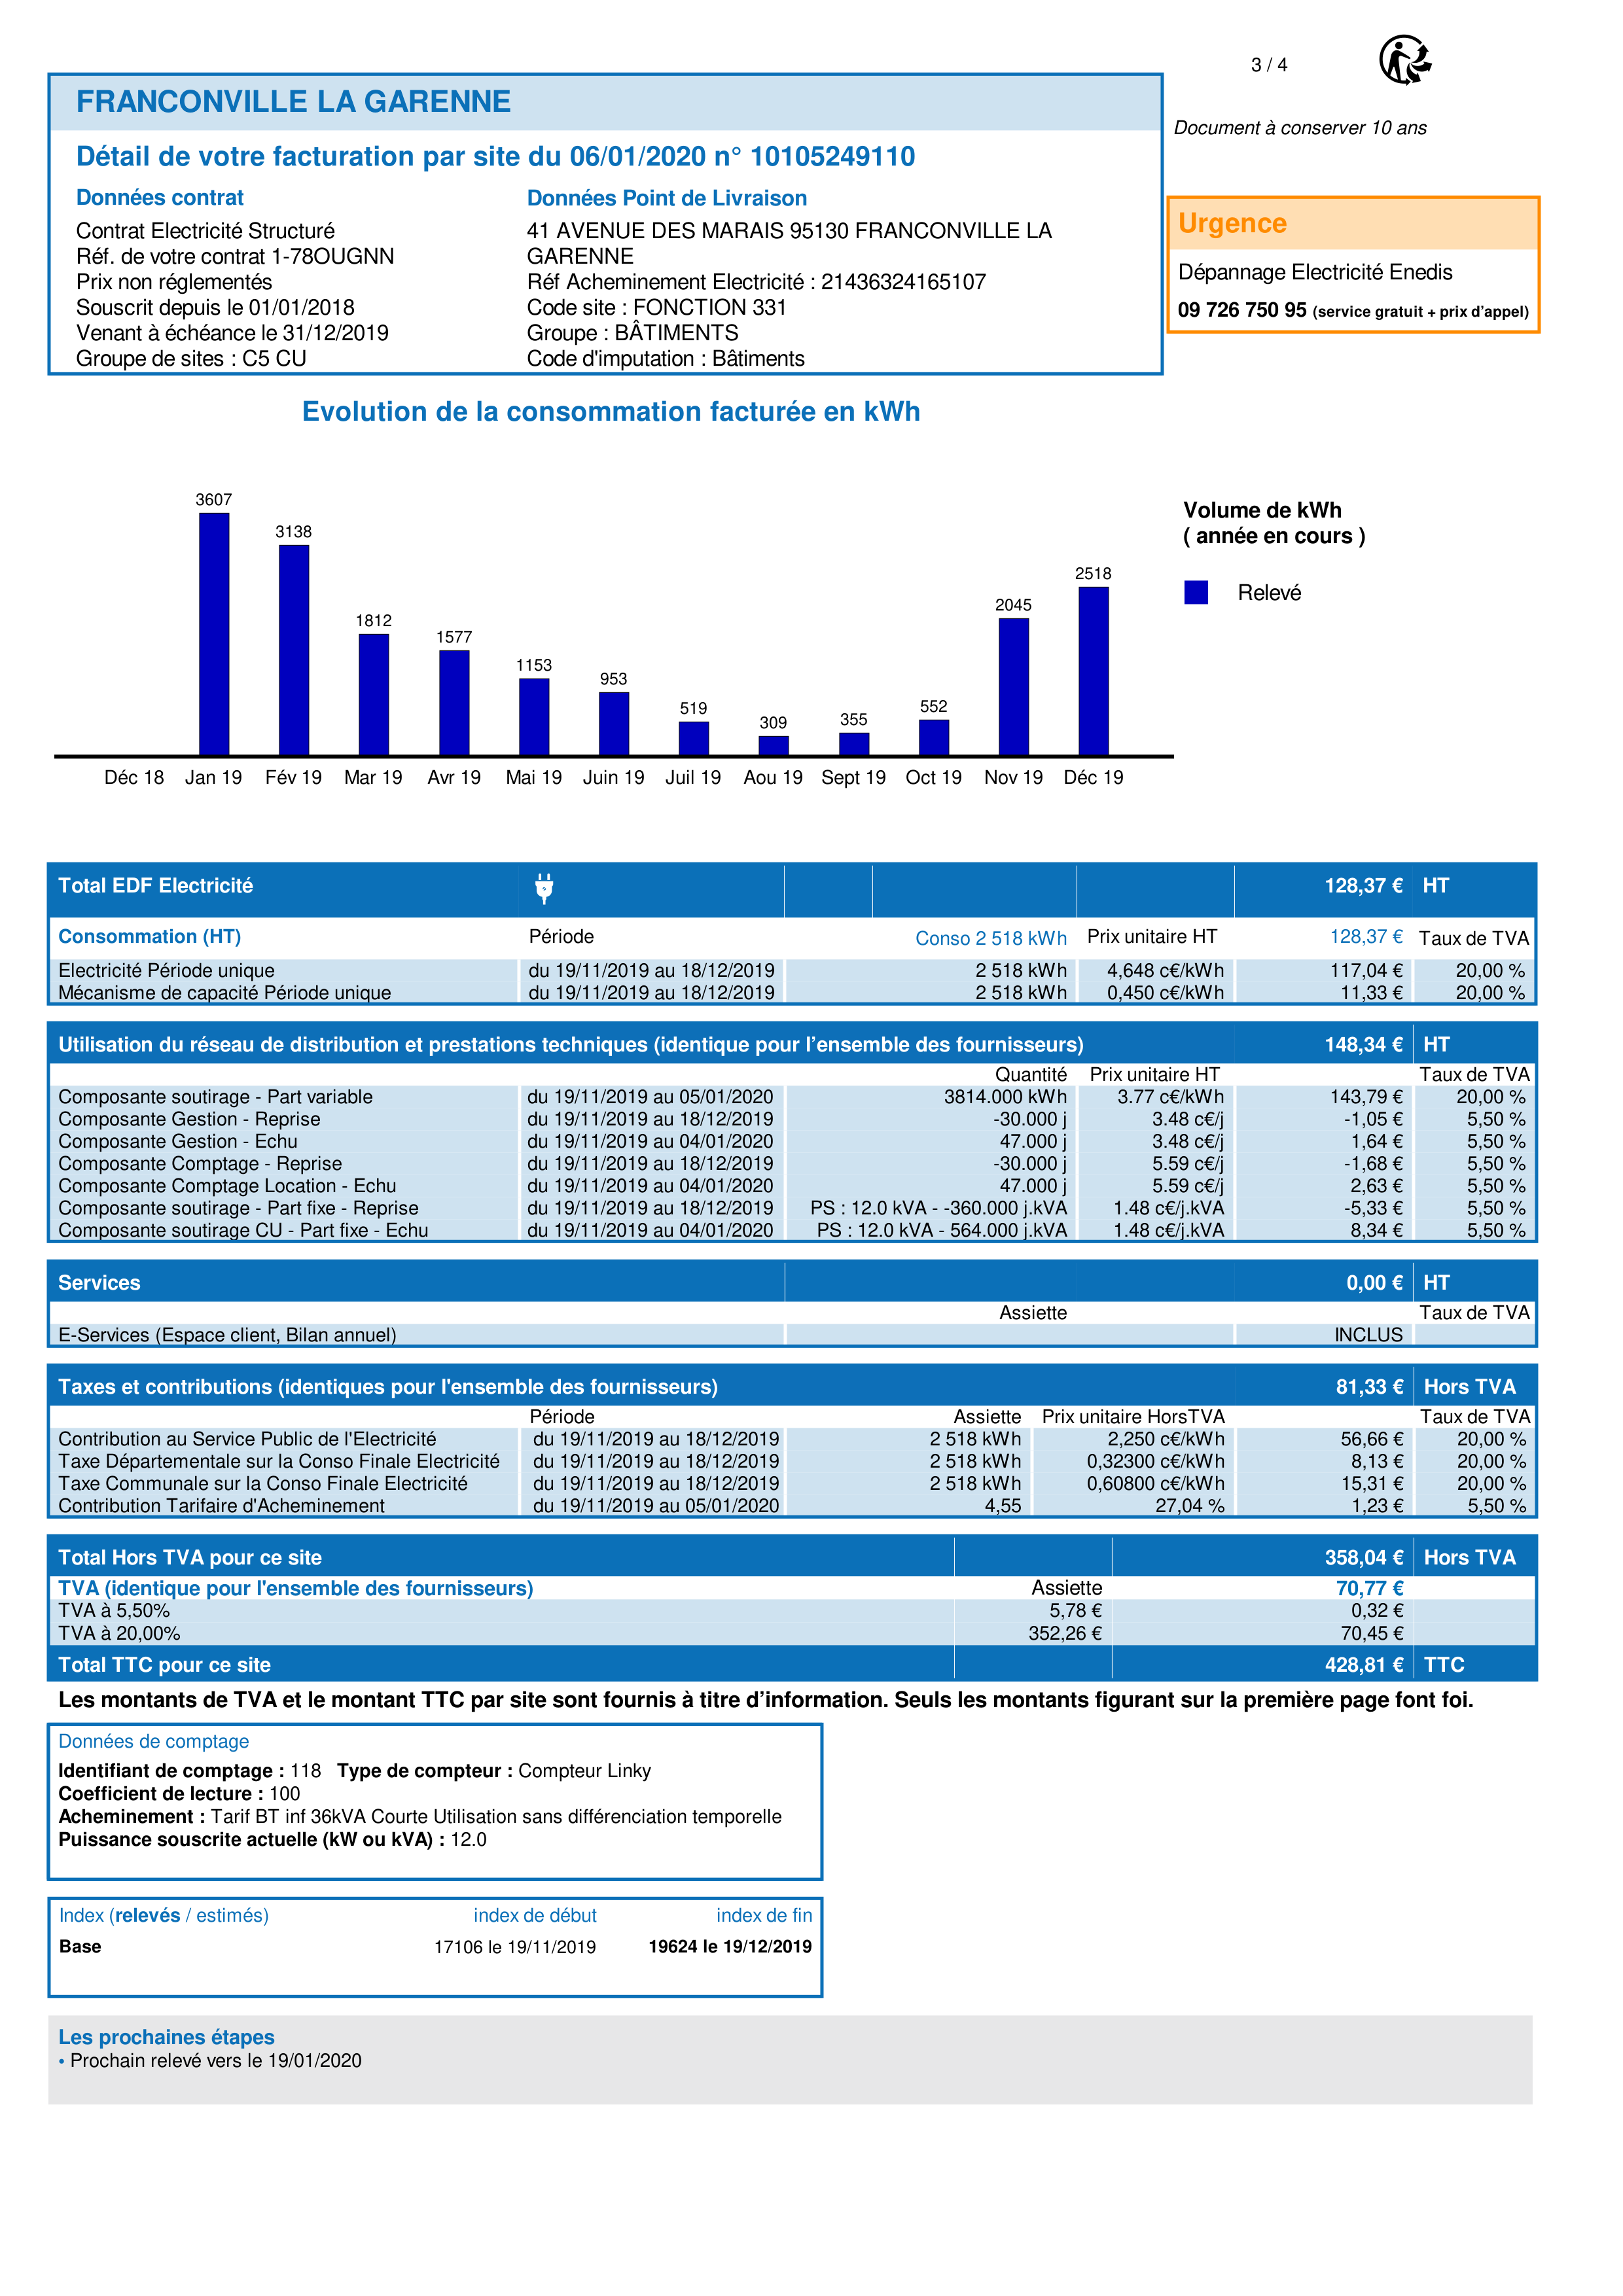 3 / 4
FRANCONVILLE LA GARENNE
Document à conserver 10 ans
Détail de votre facturation par site du 06/01/2020 n° 10105249110
Données contrat
Contrat Electricité Structuré
Réf. de votre contrat 1-78OUGNN
Prix non réglementés
Souscrit depuis le 01/01/2018
Venant à échéance le 31/12/2019
Groupe de sites : C5 CU
Données Point de Livraison
41 AVENUE DES MARAIS 95130 FRANCONVILLE LA
GARENNE
Réf Acheminement Electricité : 21436324165107
Code site : FONCTION 331
Groupe : BÂTIMENTS
Code d'imputation : Bâtiments
Urgence
Dépannage Electricité Enedis
09 726 750 95 (service gratuit + prix d’appel)
Evolution de la consommation facturée en kWh
3607 3138 1812 1577 1153 953 519 309 355 552 2045 2518
Déc 18 Jan 19 Fév 19 Mar 19 Avr 19 Mai 19 Juin 19 Juil 19 Aou 19 Sept 19 Oct 19 Nov 19 Déc 19
Volume de kWh
( année en cours )
Relevé
Total EDF Electricité 128,37 € HT
Consommation (HT) Période Conso 2 518 kWh Prix unitaire HT 128,37 € Taux de TVA
Electricité Période unique du 19/11/2019 au 18/12/2019 2 518 kWh 4,648 c€/kWh 117,04 € 20,00 %
Mécanisme de capacité Période unique du 19/11/2019 au 18/12/2019 2 518 kWh 0,450 c€/kWh 11,33 € 20,00 %
Utilisation du réseau de distribution et prestations techniques (identique pour l’ensemble des fournisseurs) 148,34 € HT
Quantité Prix unitaire HT Taux de TVA
Composante soutirage - Part variable du 19/11/2019 au 05/01/2020 3814.000 kWh 3.77 c€/kWh 143,79 € 20,00 %
Composante Gestion - Reprise du 19/11/2019 au 18/12/2019 -30.000 j 3.48 c€/j -1,05 € 5,50 %
Composante Gestion - Echu du 19/11/2019 au 04/01/2020 47.000 j 3.48 c€/j 1,64 € 5,50 %
Composante Comptage - Reprise du 19/11/2019 au 18/12/2019 -30.000 j 5.59 c€/j -1,68 € 5,50 %
Composante Comptage Location - Echu du 19/11/2019 au 04/01/2020 47.000 j 5.59 c€/j 2,63 € 5,50 %
Composante soutirage - Part fixe - Reprise du 19/11/2019 au 18/12/2019 PS : 12.0 kVA - -360.000 j.kVA 1.48 c€/j.kVA -5,33 € 5,50 %
Composante soutirage CU - Part fixe - Echu du 19/11/2019 au 04/01/2020 PS : 12.0 kVA - 564.000 j.kVA 1.48 c€/j.kVA 8,34 € 5,50 %
Services 0,00 € HT
Assiette Taux de TVA
E-Services (Espace client, Bilan annuel) INCLUS
Taxes et contributions (identiques pour l'ensemble des fournisseurs) 81,33 € Hors TVA
Période Assiette Prix unitaire HorsTVA Taux de TVA
Contribution au Service Public de l'Electricité du 19/11/2019 au 18/12/2019 2 518 kWh 2,250 c€/kWh 56,66 € 20,00 %
Taxe Départementale sur la Conso Finale Electricité du 19/11/2019 au 18/12/2019 2 518 kWh 0,32300 c€/kWh 8,13 € 20,00 %
Taxe Communale sur la Conso Finale Electricité du 19/11/2019 au 18/12/2019 2 518 kWh 0,60800 c€/kWh 15,31 € 20,00 %
Contribution Tarifaire d'Acheminement du 19/11/2019 au 05/01/2020 4,55 27,04 % 1,23 € 5,50 %
Total Hors TVA pour ce site 358,04 € Hors TVA
TVA (identique pour l'ensemble des fournisseurs) Assiette 70,77 €
TVA à 5,50% 5,78 € 0,32 €
TVA à 20,00% 352,26 € 70,45 €
Total TTC pour ce site 428,81 € TTC
Les montants de TVA et le montant TTC par site sont fournis à titre d’information. Seuls les montants figurant sur la première page font foi.
Données de comptage
Identifiant de comptage : 118 Type de compteur : Compteur Linky
Coefficient de lecture : 100
Acheminement : Tarif BT inf 36kVA Courte Utilisation sans différenciation temporelle
Puissance souscrite actuelle (kW ou kVA) : 12.0
Index (relevés / estimés) index de début index de fin
Base 17106 le 19/11/2019 19624 le 19/12/2019
Les prochaines étapes
• Prochain relevé vers le 19/01/2020